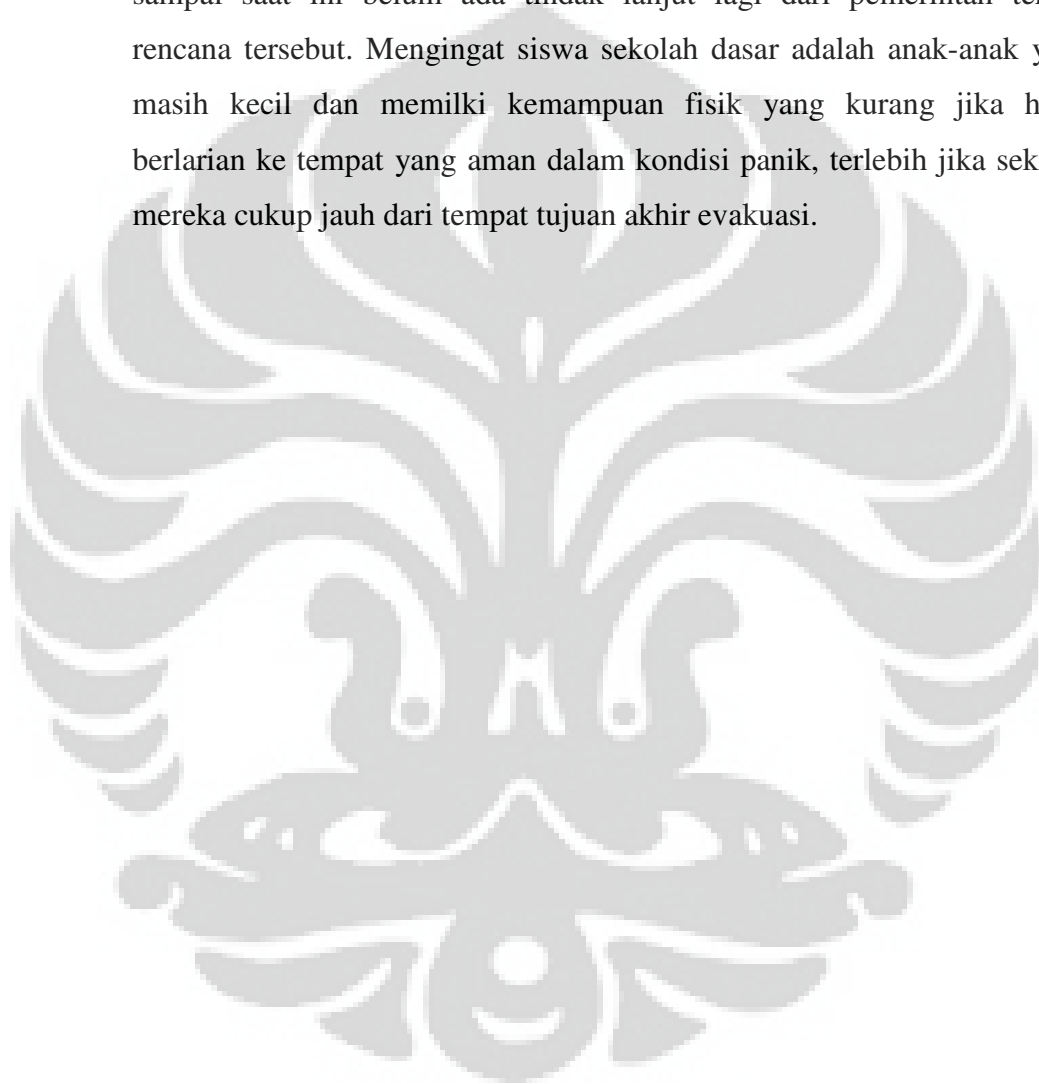 sampai saat ini belum ada tindak lanjut lagi dari pemerintah
rencana tersebut. Mengingat siswa sekolah dasar adalah anak-anak
masih kecil dan memilki kemampuan fisik yang kurang jika
berlarian ke tempat yang aman dalam kondisi panik, terlebih jika
mereka cukup jauh dari tempat tujuan akhir evakuasi.